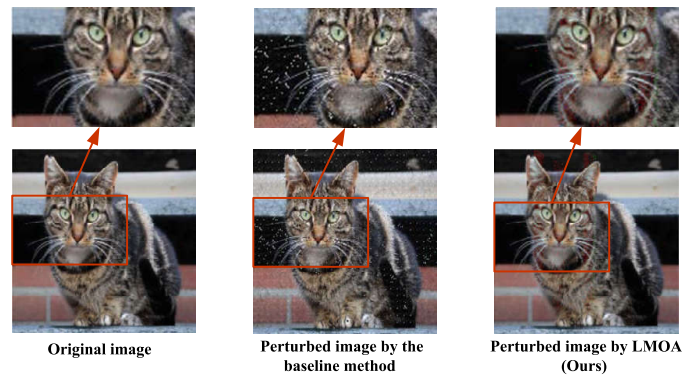 Original image
Perturbed image by the
baseline method
Perturbed image by LMOA
(Ours)